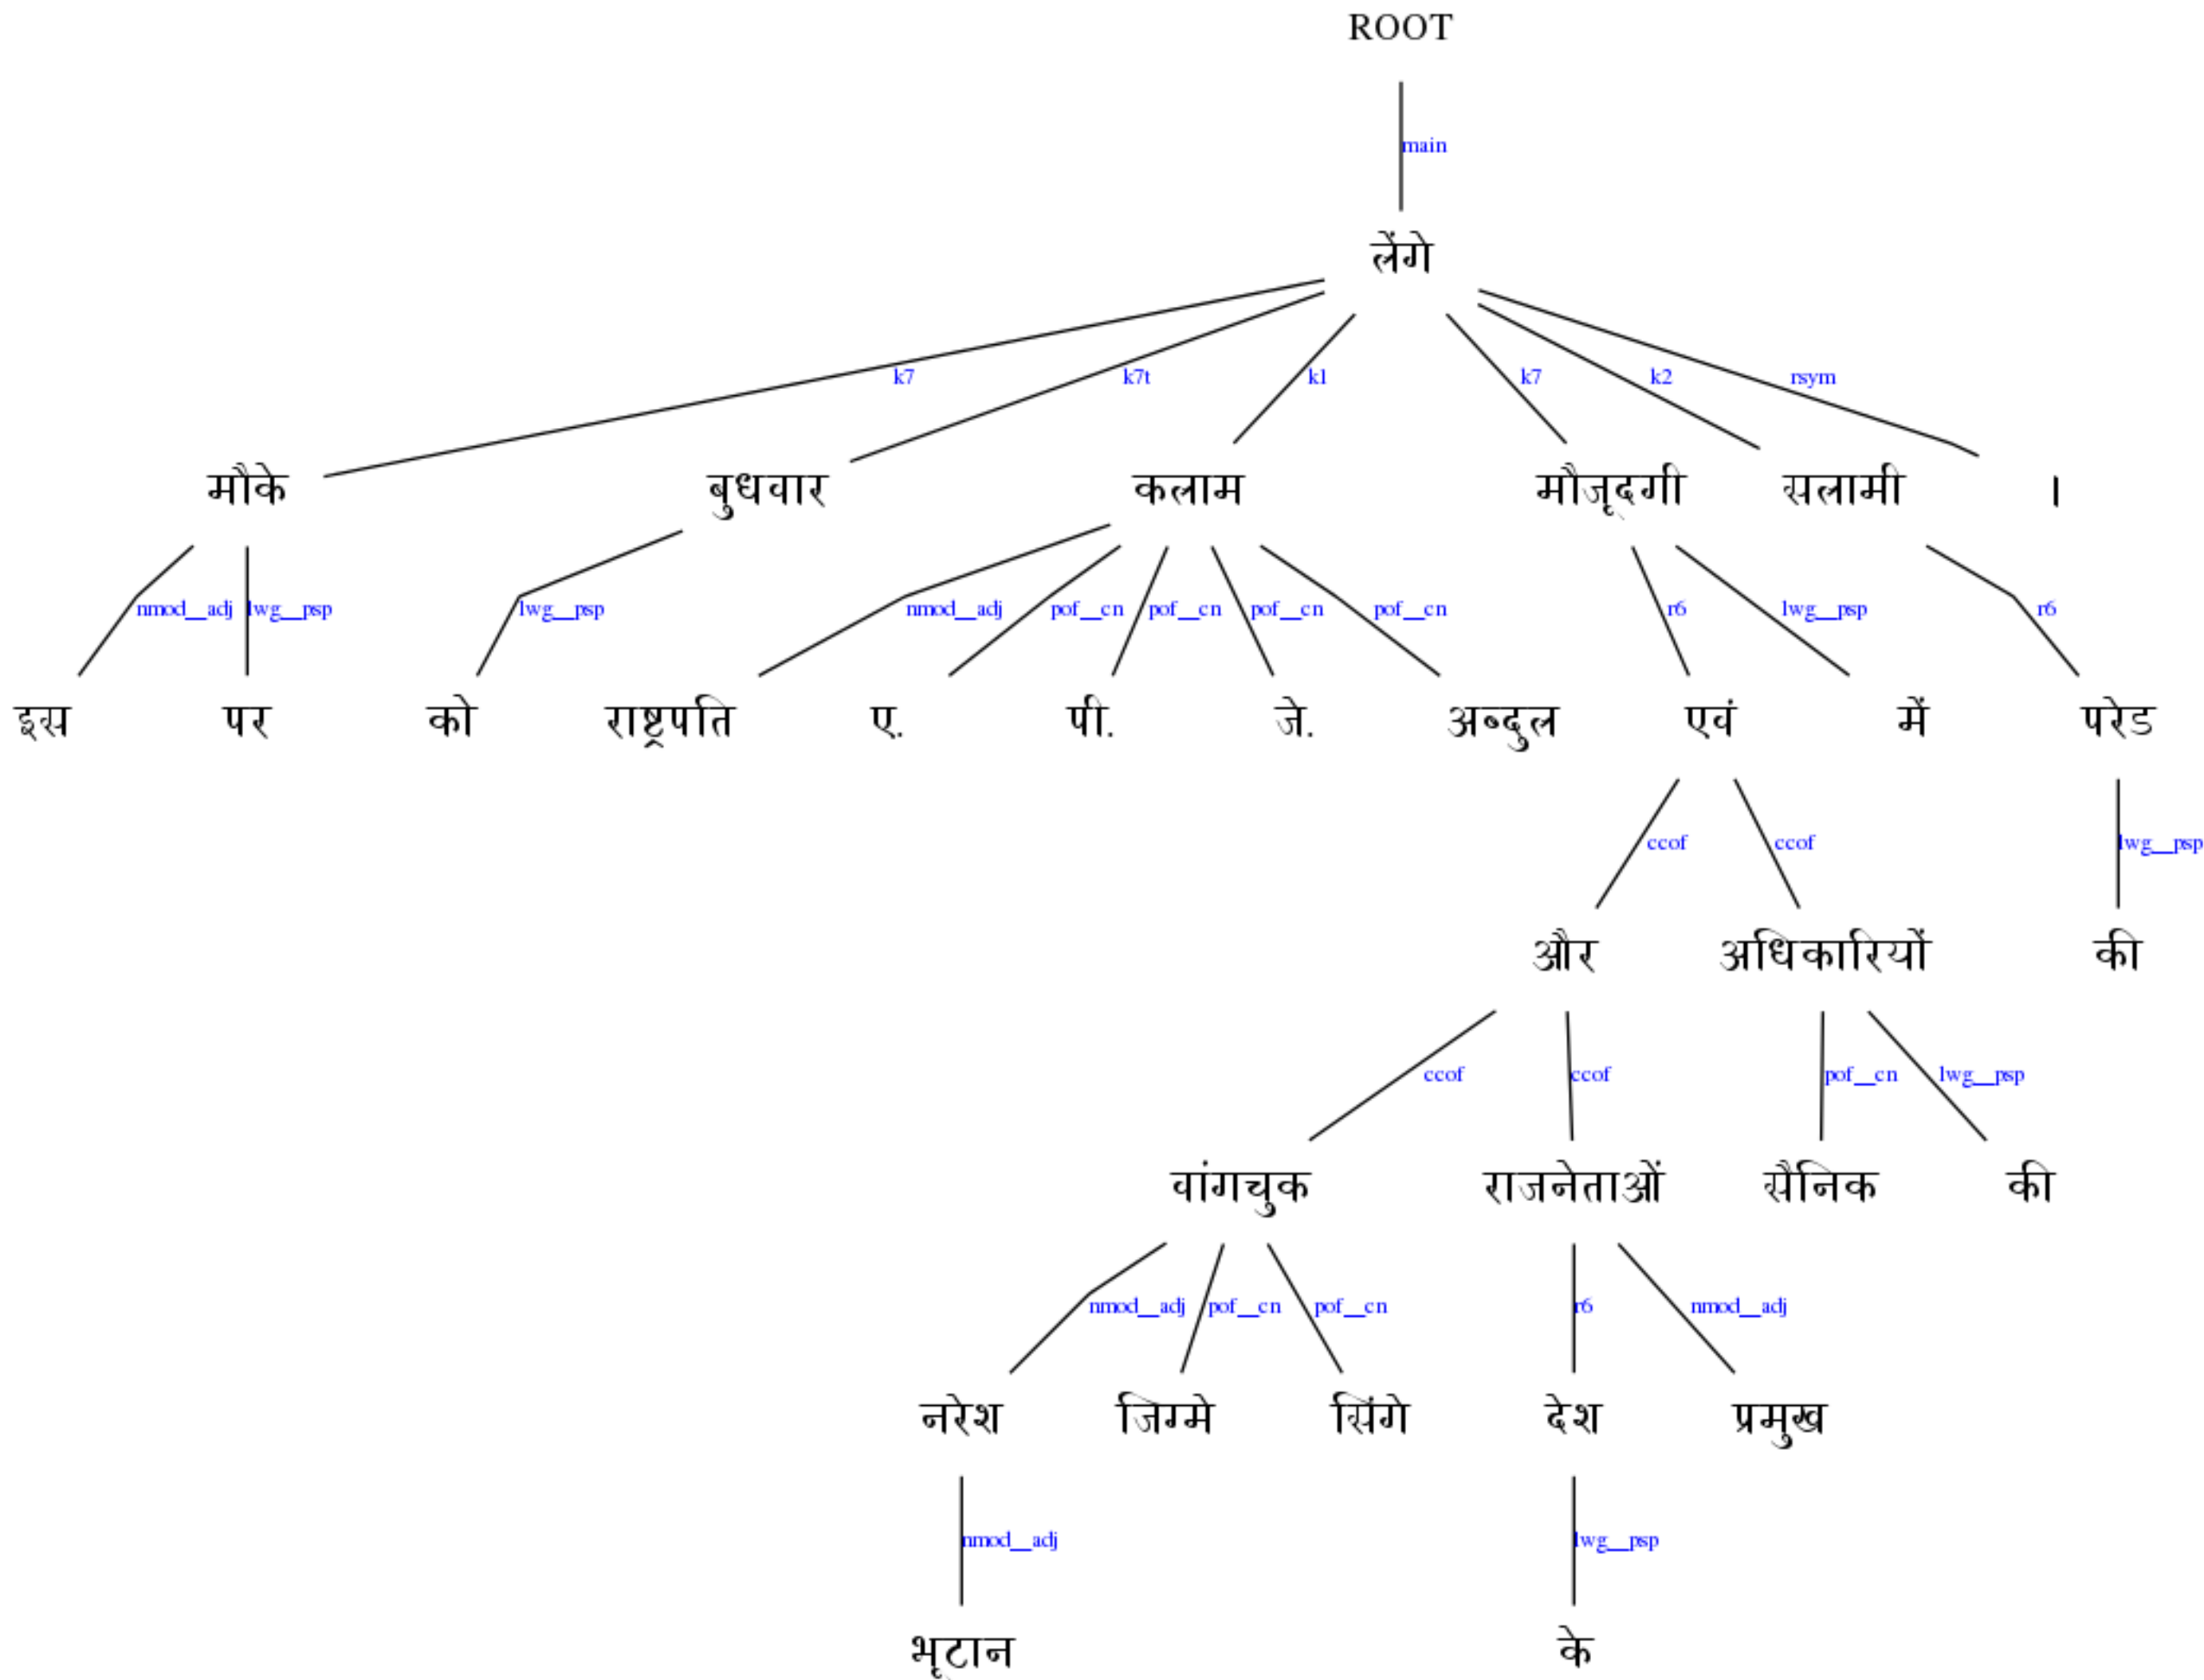 ROOT
main
लेंगे
k7 k7t k1 k7 k2 rsym
मौके बुधवार कलाम मौजूदगी सलामी ।
nmod__adj lwg__psp lwg__psp nmod__adj pof__cn pof__cn pof__cn pof__cn r6 lwg__psp r6
इस पर को राष्ट्रपति ए. पी. जे. अब्दुल एवं में परेड
ccof ccof lwg__psp
और अधिकारियों की
ccof ccof pof__cn lwg__psp
वांगचुक राजनेताओं सैनिक की
nmod__adj pof__cn pof__cn r6 nmod__adj
नरेश जिग्मे सिंगे देश प्रमुख
nmod__adj lwg__psp
भूटान के